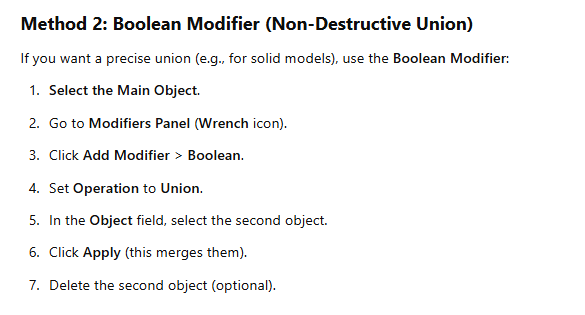 Method 2: Boolean Modifier (Non-Destructive Union)
If you want a precise union (e.g., for solid models), use the Boolean Modifier:
1. Select the Main Object.
2. Go to Modifiers Panel (Wrench icon).
3. Click Add Modifier > Boolean.
4. Set Operation to Union.
5. In the Object field, select the second object.
6. Click Apply (this merges them).
7. Delete the second object (optional).